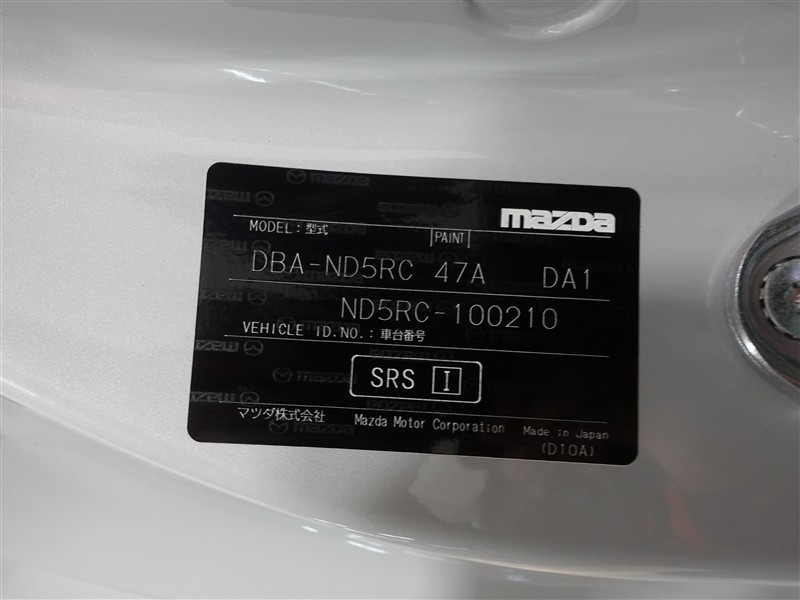 mazda
MODEL：型式 |PAINT|
DBA-ND5RC 47A DA1
ND5RC-100210
VEHICLE ID.NO.：車台番号
SRS I
マツダ株式会社 Mazda Motor Corporation Made in Japan
(D10A)